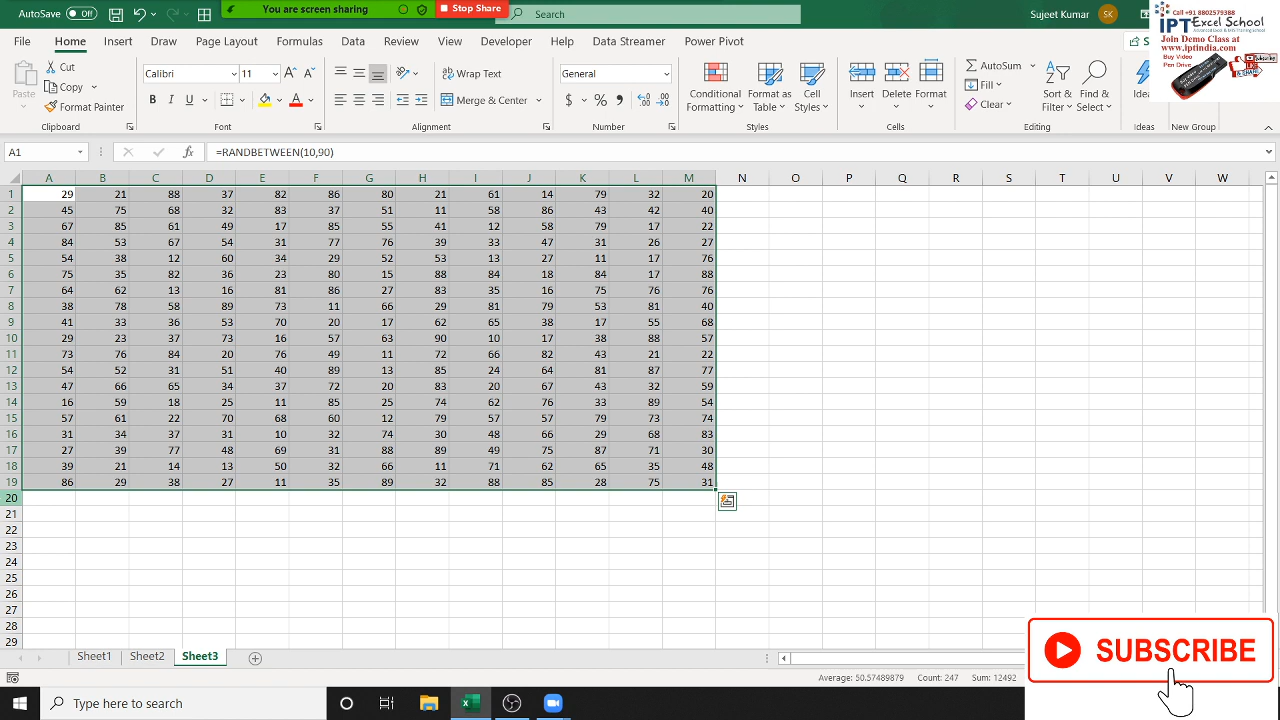 AutoSave Off
You are screen sharing
Stop Share
Search
Sujeet Kumar
SK
Call +91 8802579388
IPT Excel School
Join Demo Class at
www.iptindia.com
Buy Video
Pen Drive
File Home Insert Draw Page Layout Formulas Data Review View Developer Help Data Streamer Power Pivot
Paste
Cut
Copy
Format Painter
Calibri 11
B I U
Wrap Text
Merge & Center
General
$ % ,
Conditional Formatting
Format as Table
Cell Styles
Insert
Delete
Format
AutoSum
Fill
Clear
Sort & Filter
Find & Select
Ideas
Clipboard Font Alignment Number Styles Cells Editing Ideas New Group
A1 fx =RANDBETWEEN(10,90)
A B C D E F G H I J K L M N O P Q R S T U V W
1 29 21 88 37 82 86 80 21 61 14 79 32 20
2 45 75 68 32 83 37 51 11 58 86 43 42 40
3 67 85 61 49 17 85 55 41 12 58 79 17 22
4 84 53 67 54 31 77 76 39 33 47 31 26 27
5 54 38 12 60 34 29 52 53 13 27 11 17 76
6 75 35 82 36 23 80 15 88 84 18 84 17 88
7 64 62 13 16 81 86 27 83 35 16 75 76 76
8 38 78 58 89 73 11 66 29 81 79 53 81 40
9 41 33 36 53 70 20 17 62 65 38 17 55 68
10 29 23 37 73 16 57 63 90 10 17 38 88 57
11 73 76 84 20 76 49 11 72 66 82 43 21 22
12 54 52 31 51 40 89 13 85 24 64 81 87 77
13 47 66 65 34 37 72 20 83 20 67 43 32 59
14 16 59 18 25 11 85 25 74 62 76 33 89 54
15 57 61 22 70 68 60 12 79 57 57 79 73 74
16 31 34 37 31 10 32 74 30 48 66 29 68 83
17 27 39 77 48 69 31 88 89 49 75 87 71 30
18 39 21 14 13 50 32 66 11 71 62 65 35 48
19 86 29 38 27 11 35 89 32 88 85 28 75 31
20
21
22
23
24
25
26
27
28
29
SUBSCRIBE
Sheet1 Sheet2 Sheet3
Average: 50.57489879 Count: 247 Sum: 12492
Type here to search